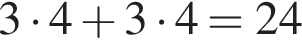 3 · 4 + 3 · 4 = 24